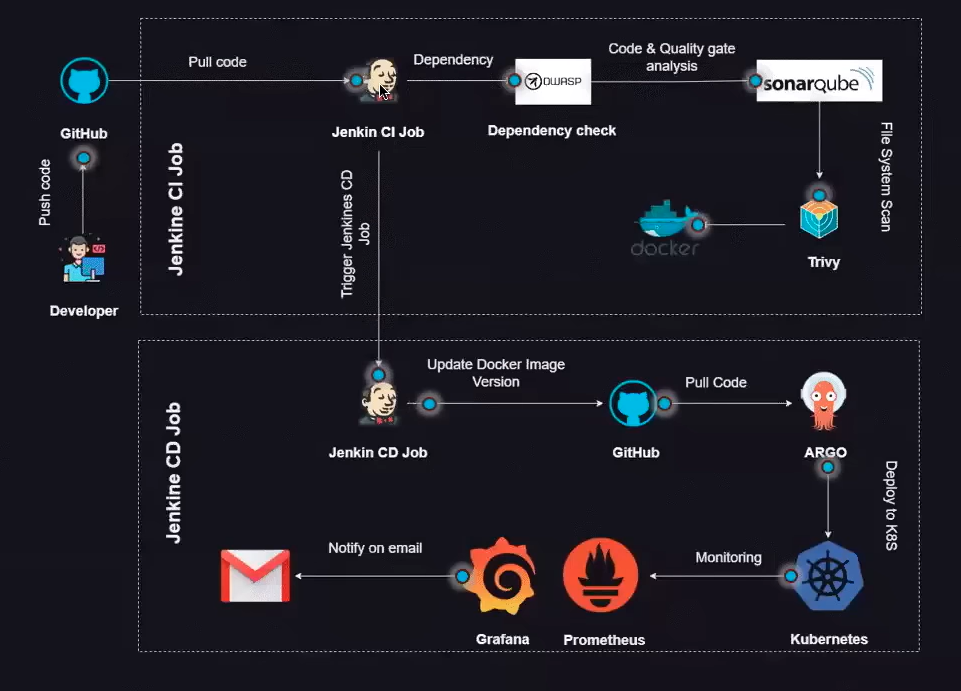 Pull code
Dependency
Code & Quality gate
analysis
OWASP
sonarqube
GitHub
Jenkin CI Job
Dependency check
Push code
Jenkine CI Job
Trigger Jenkines CD
Job
File System Scan
docker
Trivy
Developer
Update Docker Image
Version
Pull Code
Jenkine CD Job
Jenkin CD Job
GitHub
ARGO
Deploy to K8S
Notify on email
Monitoring
Grafana
Prometheus
Kubernetes